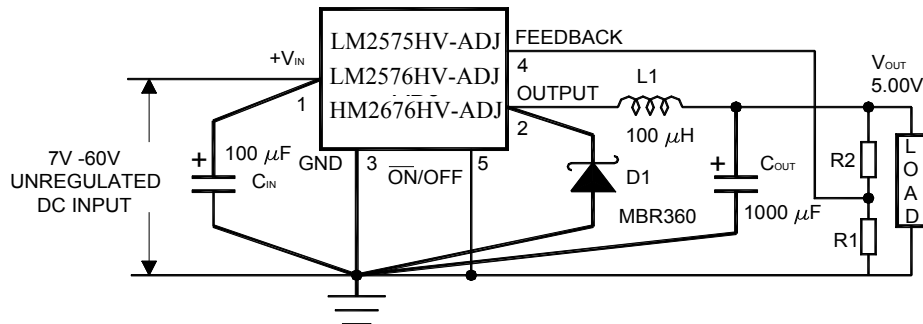 LM2575HV-ADJ
LM2576HV-ADJ
HM2676HV-ADJ
FEEDBACK
4
+VIN
1
OUTPUT
2
L1
100 μH
VOUT
5.00V
7V -60V
UNREGULATED
DC INPUT
+
100 μF
CIN
GND
3
ON/OFF
5
D1
MBR360
+
COUT
1000 μF
R2
R1
LOAD